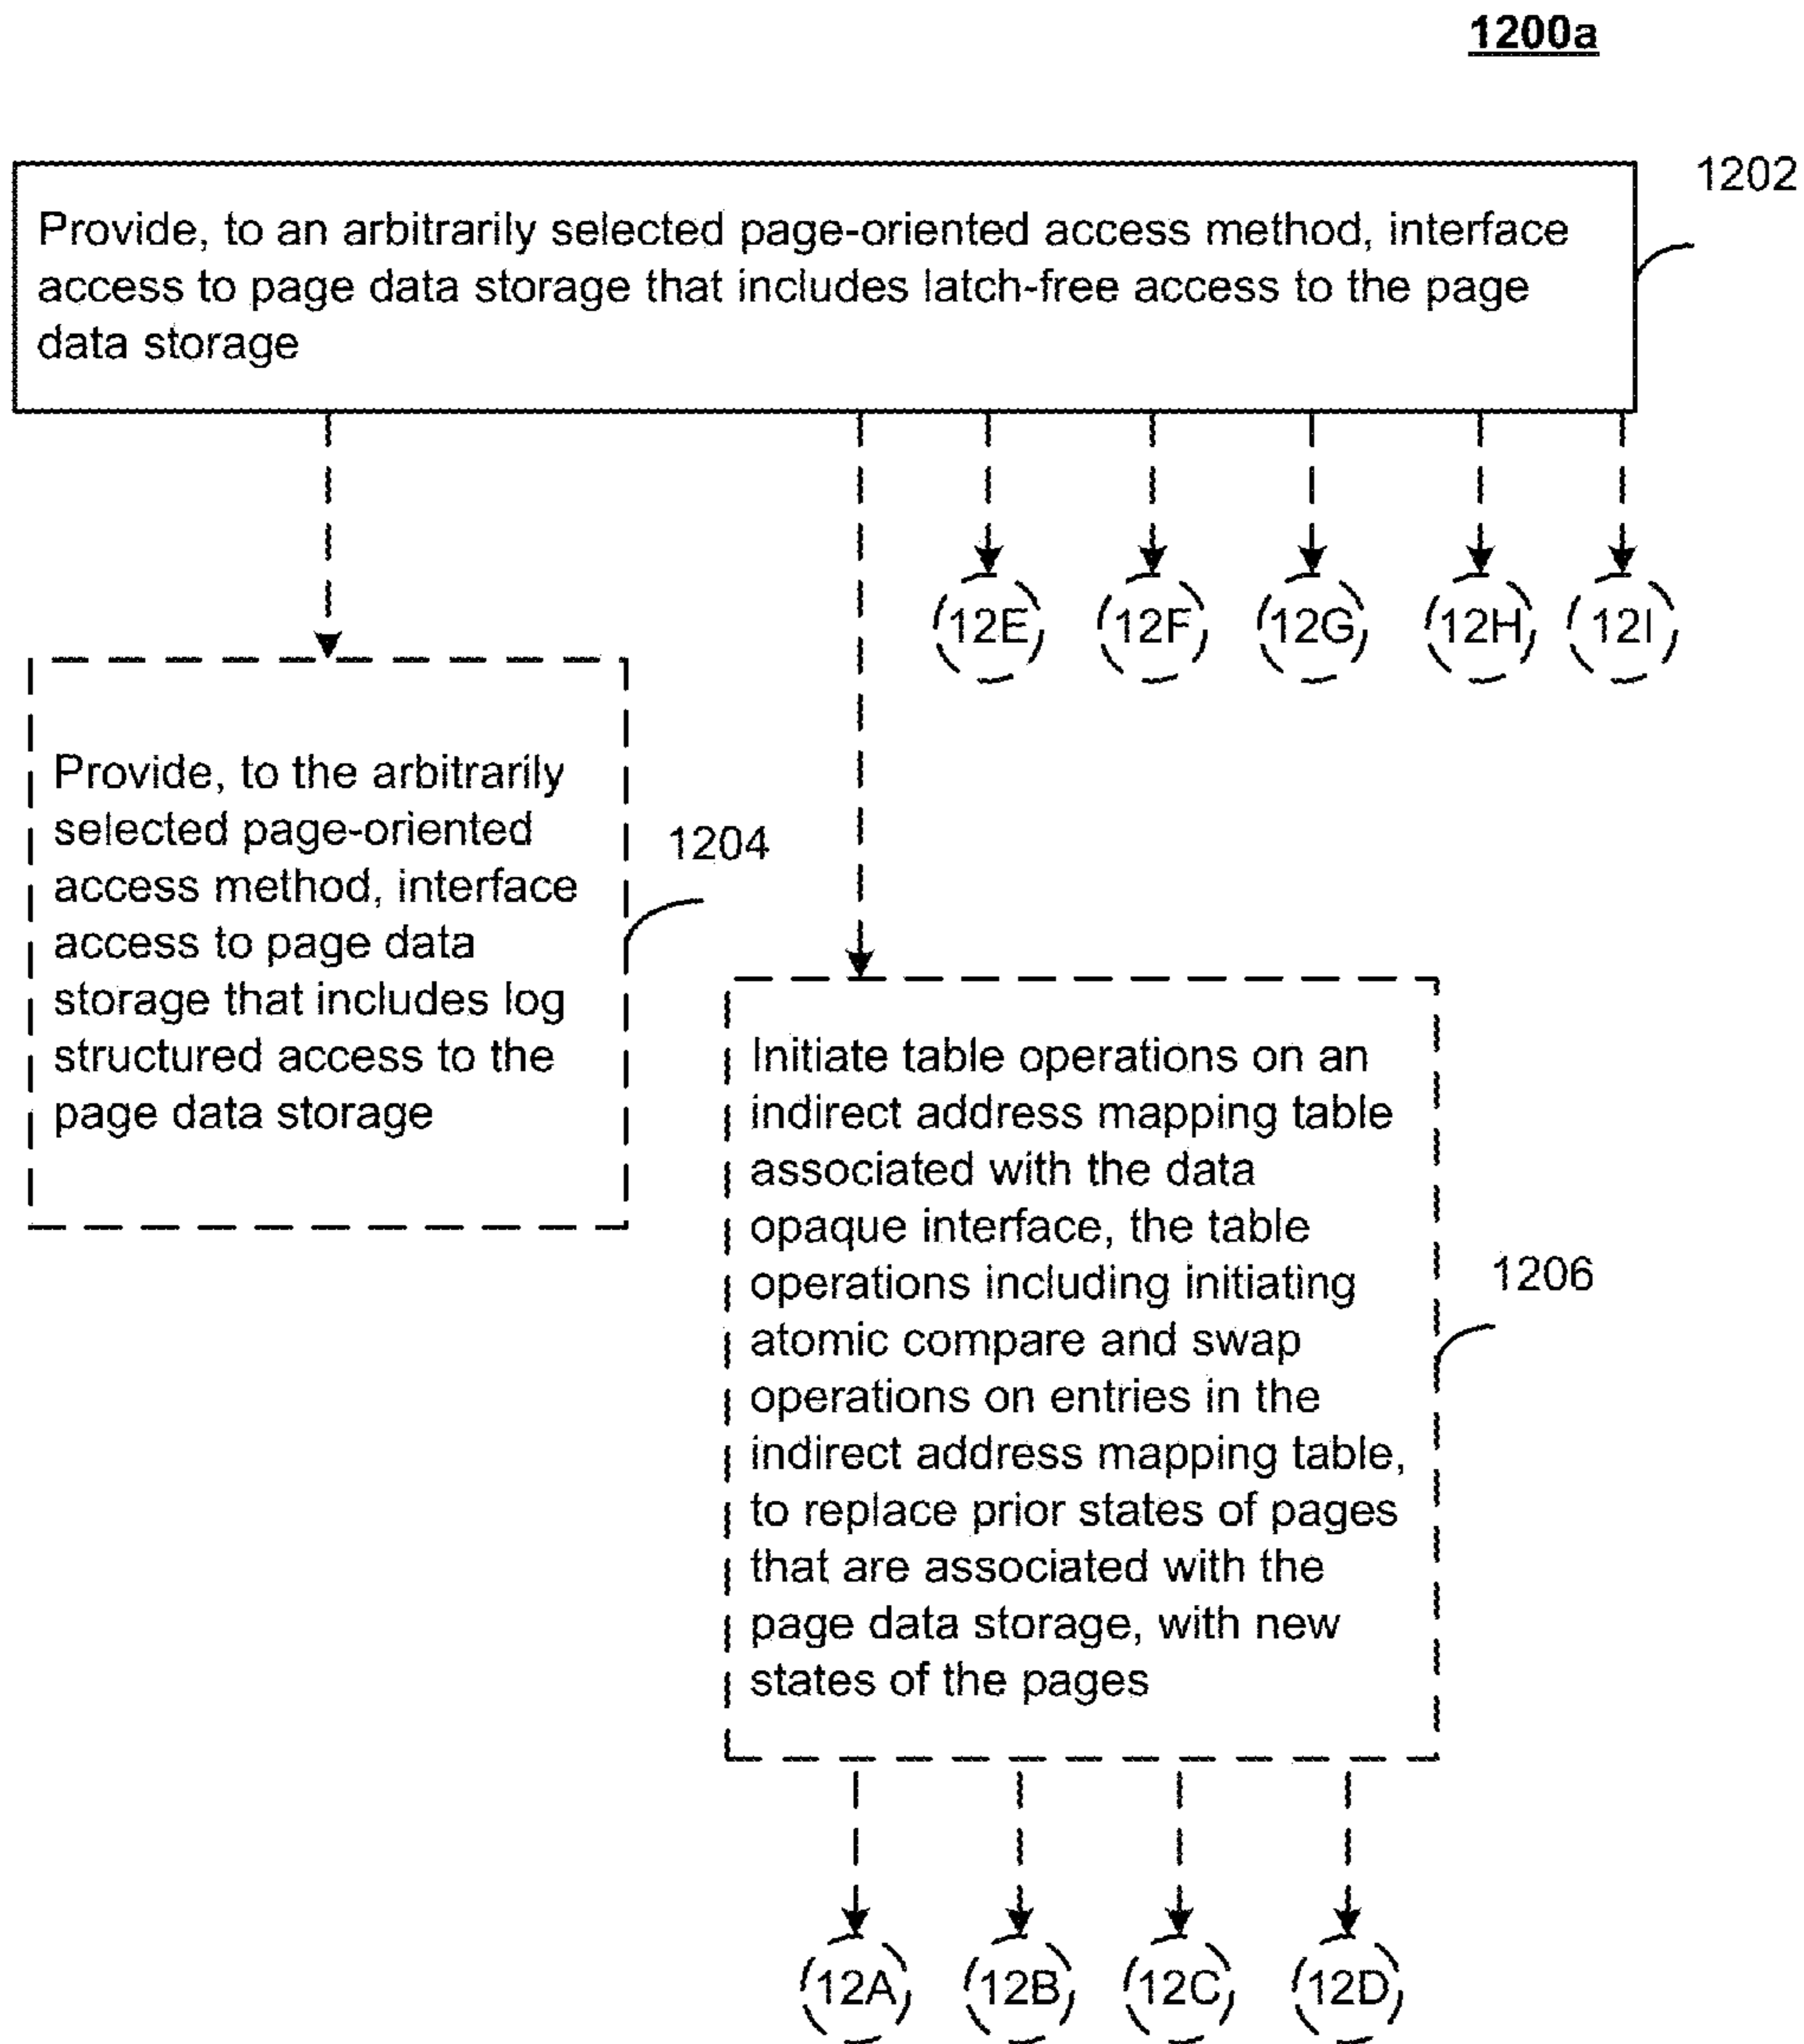 1200a
1202
Provide, to an arbitrarily selected page-oriented access method, interface
access to page data storage that includes latch-free access to the page
data storage
12E
12F
12G
12H
12I
Provide, to the arbitrarily
selected page-oriented
access method, interface
access to page data
storage that includes log
structured access to the
page data storage
1204
Initiate table operations on an
indirect address mapping table
associated with the data
opaque interface, the table
operations including initiating
atomic compare and swap
operations on entries in the
indirect address mapping table,
to replace prior states of pages
that are associated with the
page data storage, with new
states of the pages
1206
12A
12B
12C
12D